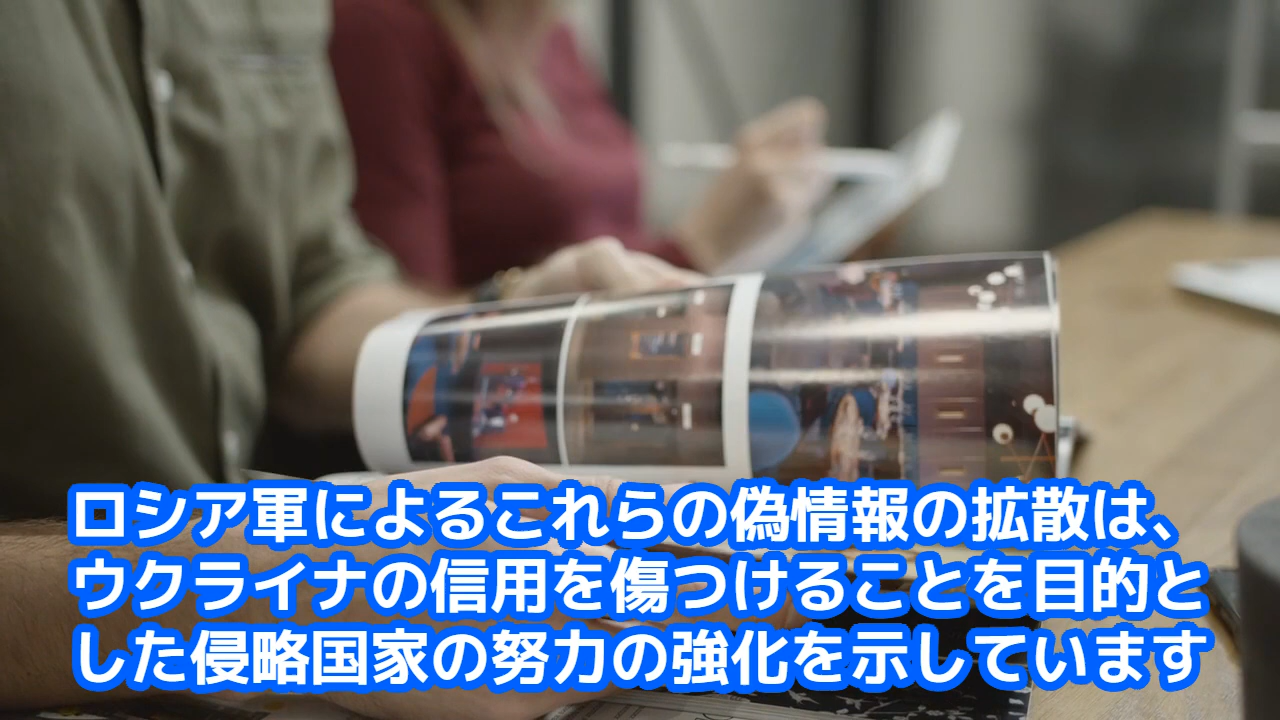 ロシア軍によるこれらの偽情報の拡散は、
ウクライナの信用を傷つけることを目的と
した侵略国家の努力の強化を示しています